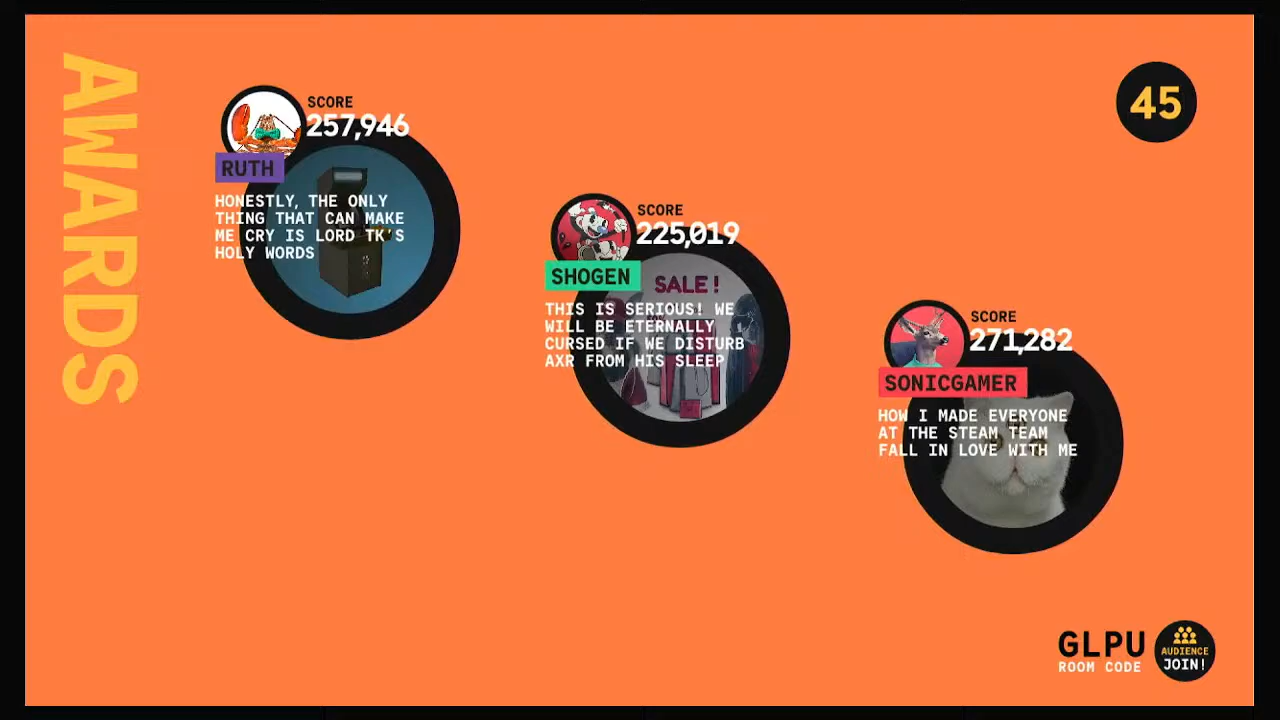 AWARDS
45
SCORE
257,946
RUTH
HONESTLY, THE ONLY
THING THAT CAN MAKE
ME CRY IS LORD TK'S
HOLY WORDS
SCORE
225,019
SHOGEN
SALE!
THIS IS SERIOUS! WE
WILL BE ETERNALLY
CURSED IF WE DISTURB
AXR FROM HIS SLEEP
SCORE
271,282
SONICGAMER
HOW I MADE EVERYONE
AT THE STEAM TEAM
FALL IN LOVE WITH ME
GLPU
ROOM CODE
AUDIENCE
JOIN!